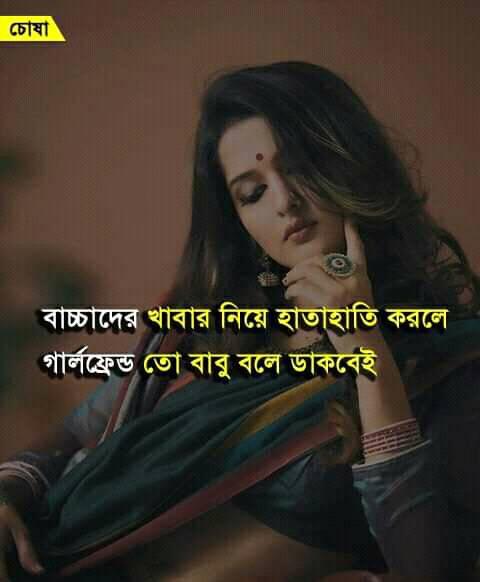 চোষা
বাচ্চাদের খাবার নিয়ে হাতাহাতি করলে
গার্লফ্রেন্ড তো বাবু বলে ডাকবেই